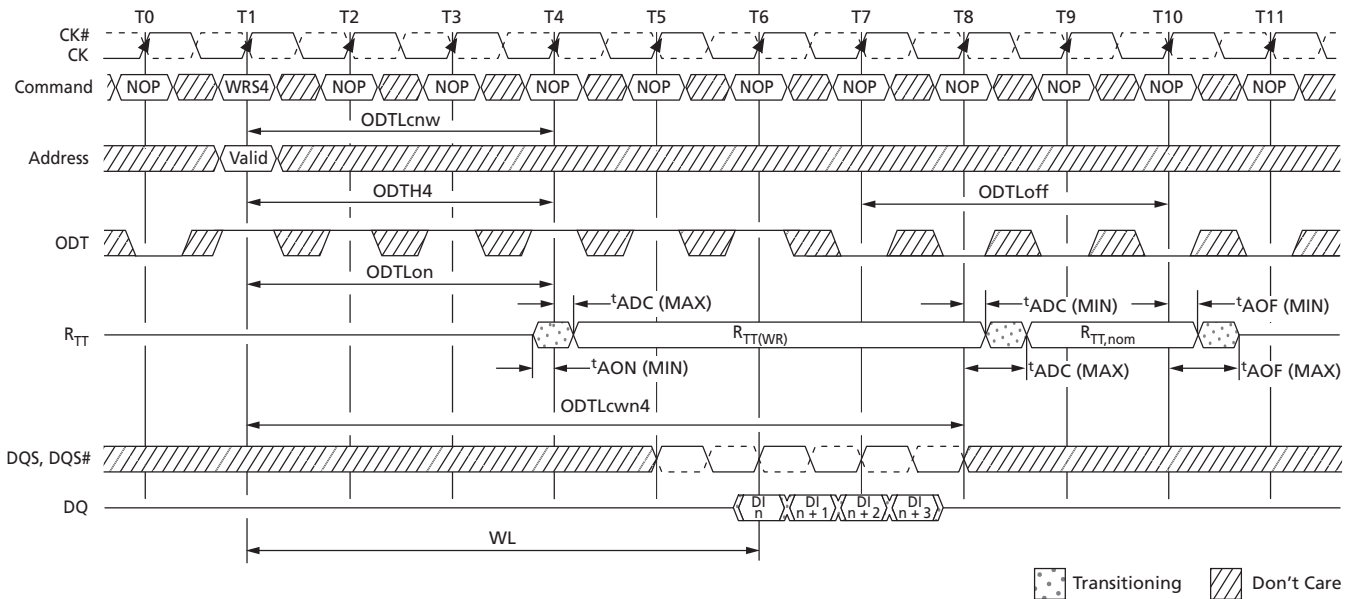 T0 T1 T2 T3 T4 T5 T6 T7 T8 T9 T10 T11
CK#
CK
Command NOP WRS4 NOP NOP NOP NOP NOP NOP NOP NOP NOP NOP
ODTLcnw
Address Valid
ODTH4 ODTLoff
ODT
ODTLon
tADC (MAX) tADC (MIN) tAOF (MIN)
RTT RTT(WR) RTT,nom
tAON (MIN) tADC (MAX) tAOF (MAX)
ODTLcwn4
DQS, DQS#
DQ DI n DI n + 1 DI n + 2 DI n + 3
WL
Transitioning Don't Care